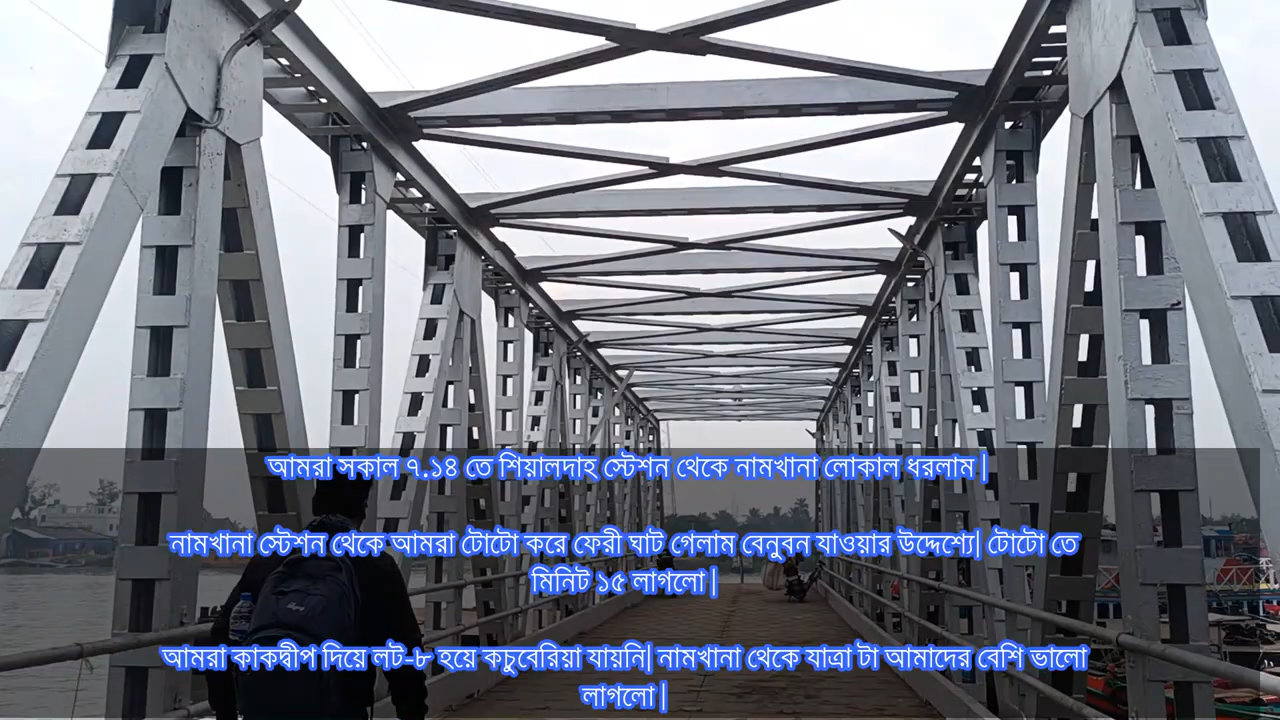 আমরা সকাল ৭.১৪ তে শিয়ালদাহ স্টেশন থেকে নামখানা লোকাল ধরলাম |
নামখানা স্টেশন থেকে আমরা টোটো করে ফেরী ঘাট গেলাম বেনুবন যাওয়ার উদ্দেশ্যে| টোটো তে
মিনিট ১৫ লাগলো |
আমরা কাকদ্বীপ দিয়ে লট-৮ হয়ে কচুবেরিয়া যায়নি| নামখানা থেকে যাত্রা টা আমাদের বেশি ভালো
লাগলো |